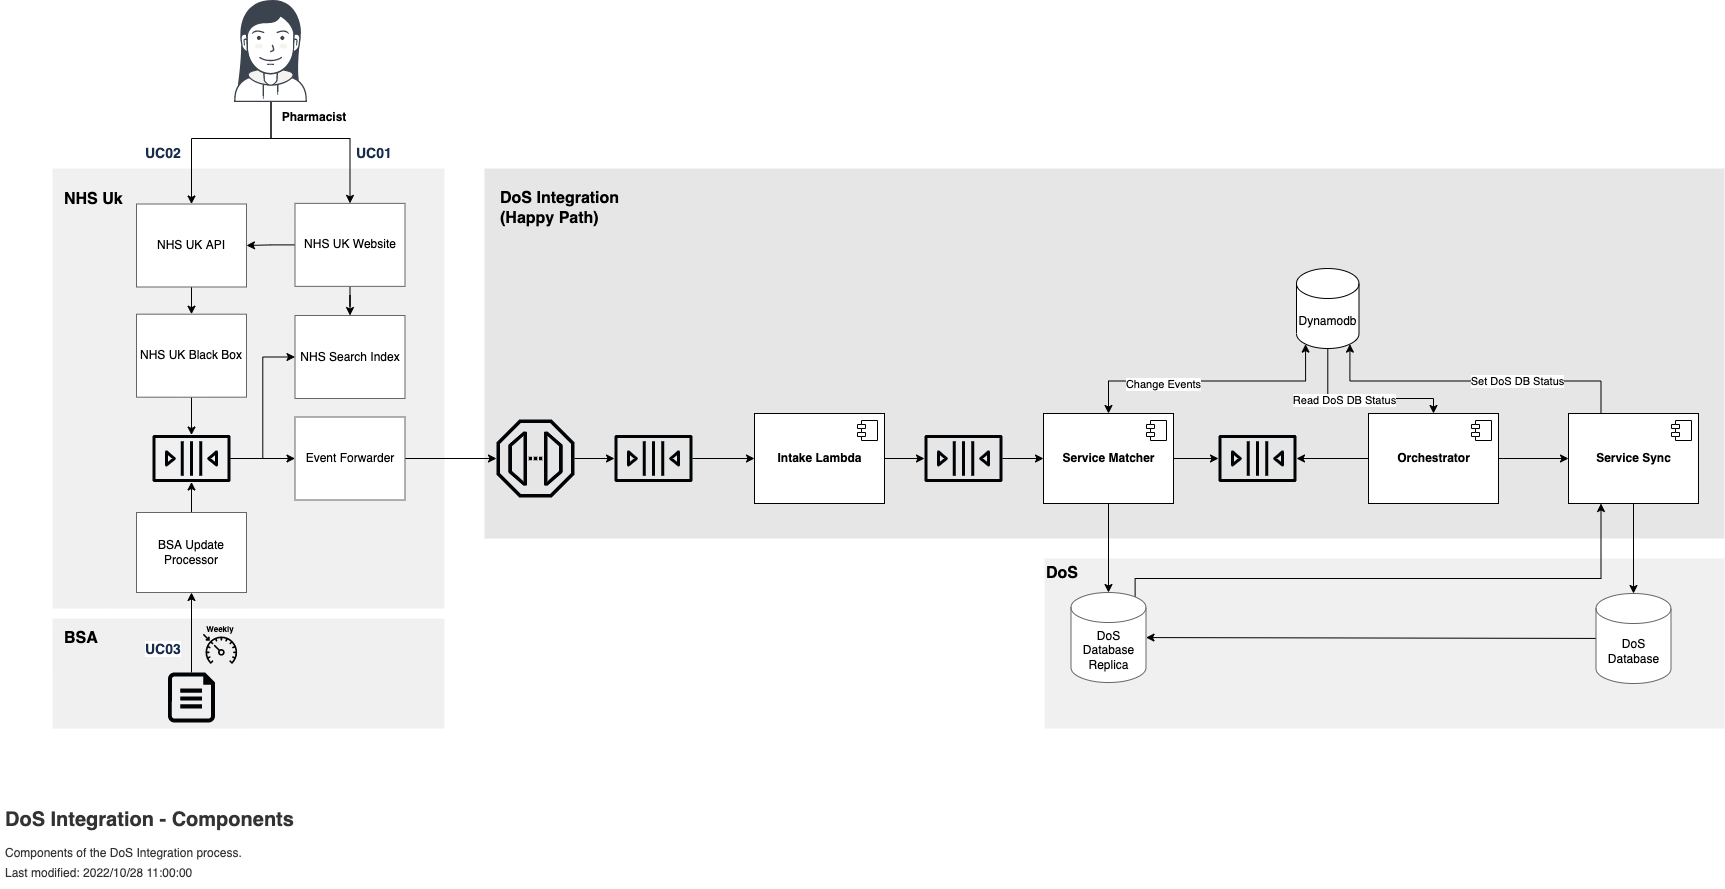 Pharmacist
UC02
UC01
NHS Uk
NHS UK API
NHS UK Website
NHS UK Black Box
NHS Search Index
Event Forwarder
BSA Update
Processor
BSA
UC03
Weekly
DoS Integration
(Happy Path)
Dynamodb
Change Events
Set DoS DB Status
Read DoS DB Status
Intake Lambda
Service Matcher
Orchestrator
Service Sync
DoS
DoS
Database
Replica
DoS
Database
DoS Integration - Components
Components of the DoS Integration process.
Last modified: 2022/10/28 11:00:00